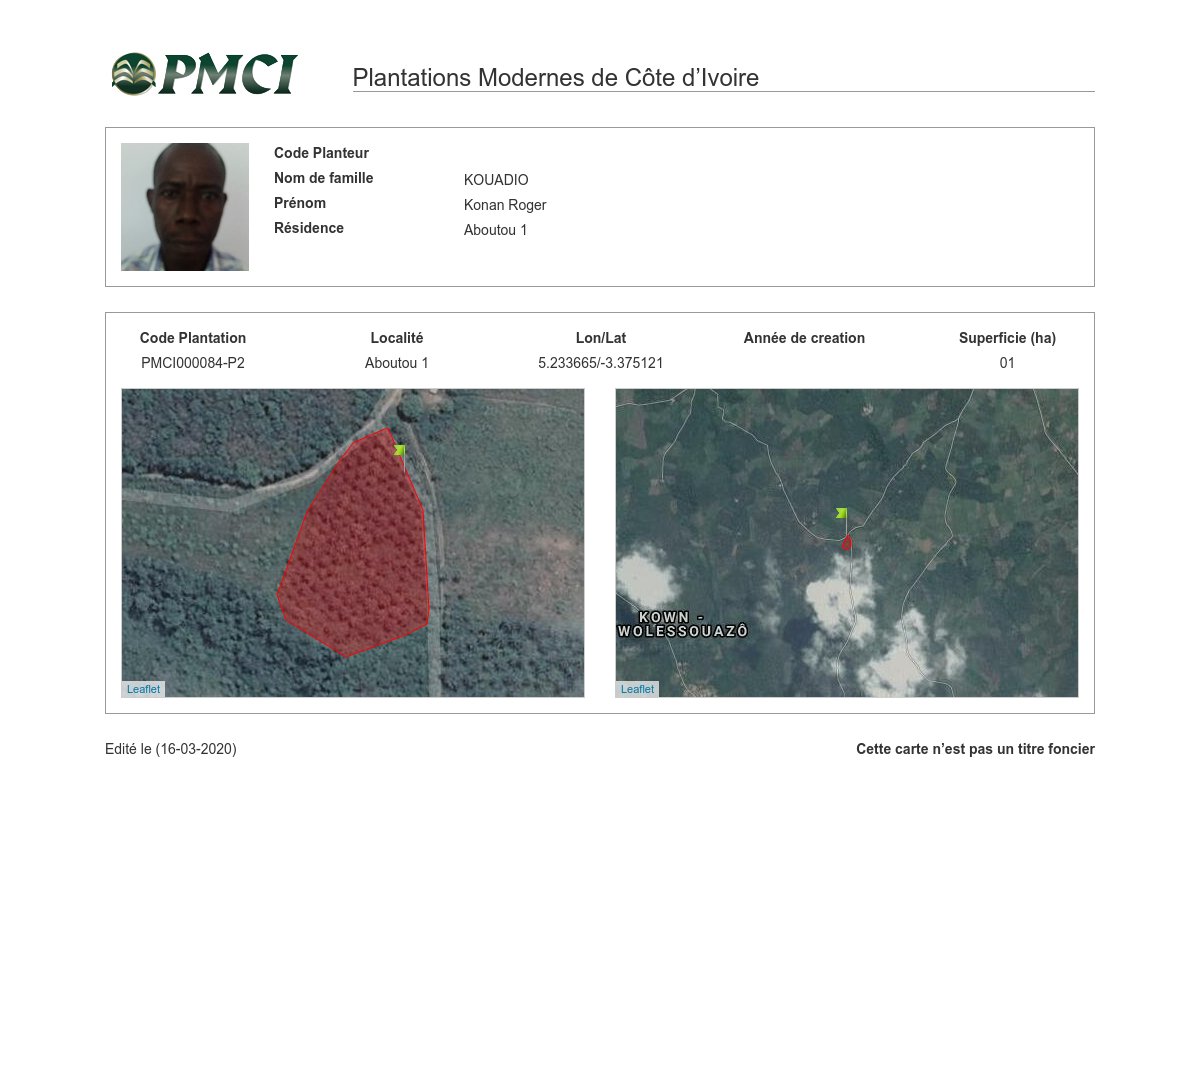 PMCI
Plantations Modernes de Côte d’Ivoire
Code Planteur
Nom de famille KOUADIO
Prénom Konan Roger
Résidence Aboutou 1
Code Plantation Localité Lon/Lat Année de creation Superficie (ha)
PMCI000084-P2 Aboutou 1 5.233665/-3.375121 01
KOWN -
WOLESSOUAZÔ
Leaflet Leaflet
Edité le (16-03-2020) Cette carte n’est pas un titre foncier